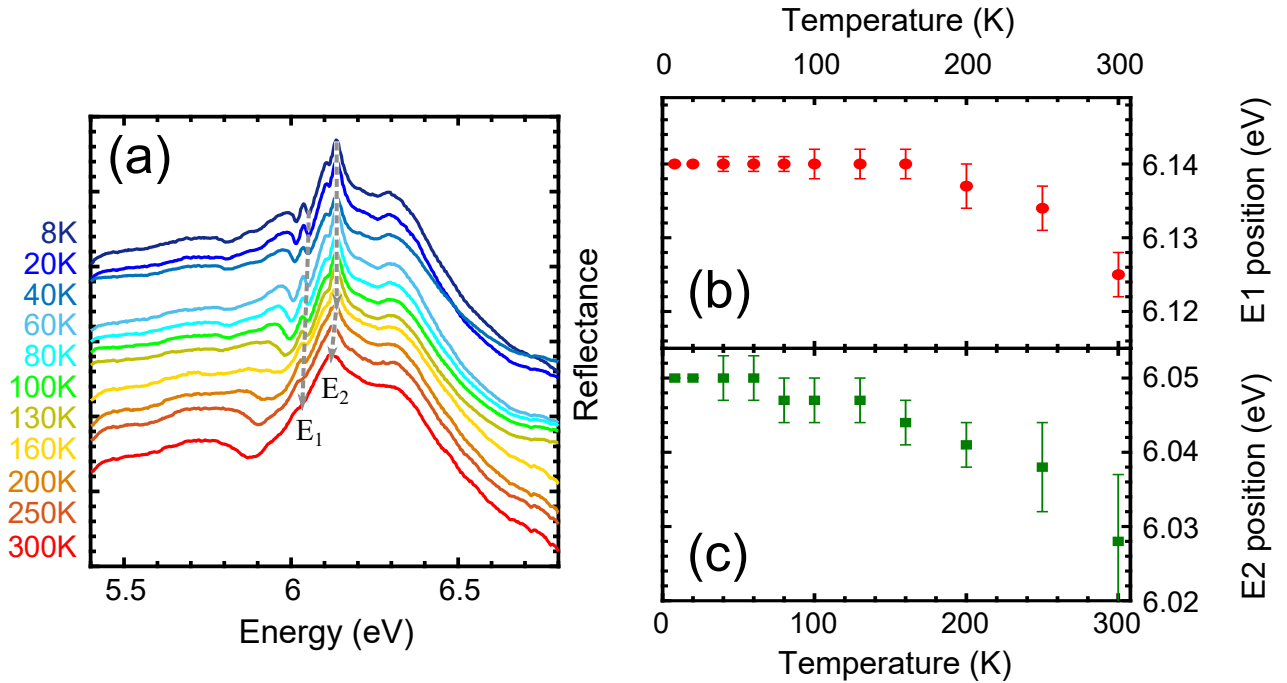 (a)
8K
20K
40K
60K
80K
100K
130K
160K
200K
250K
300K
E1
E2
5.5
6
6.5
Energy (eV)
Reflectance
Temperature (K)
0
100
200
300
(b)
6.14
6.13
6.12
E1 position (eV)
(c)
6.05
6.04
6.03
6.02
E2 position (eV)
0
100
200
300
Temperature (K)